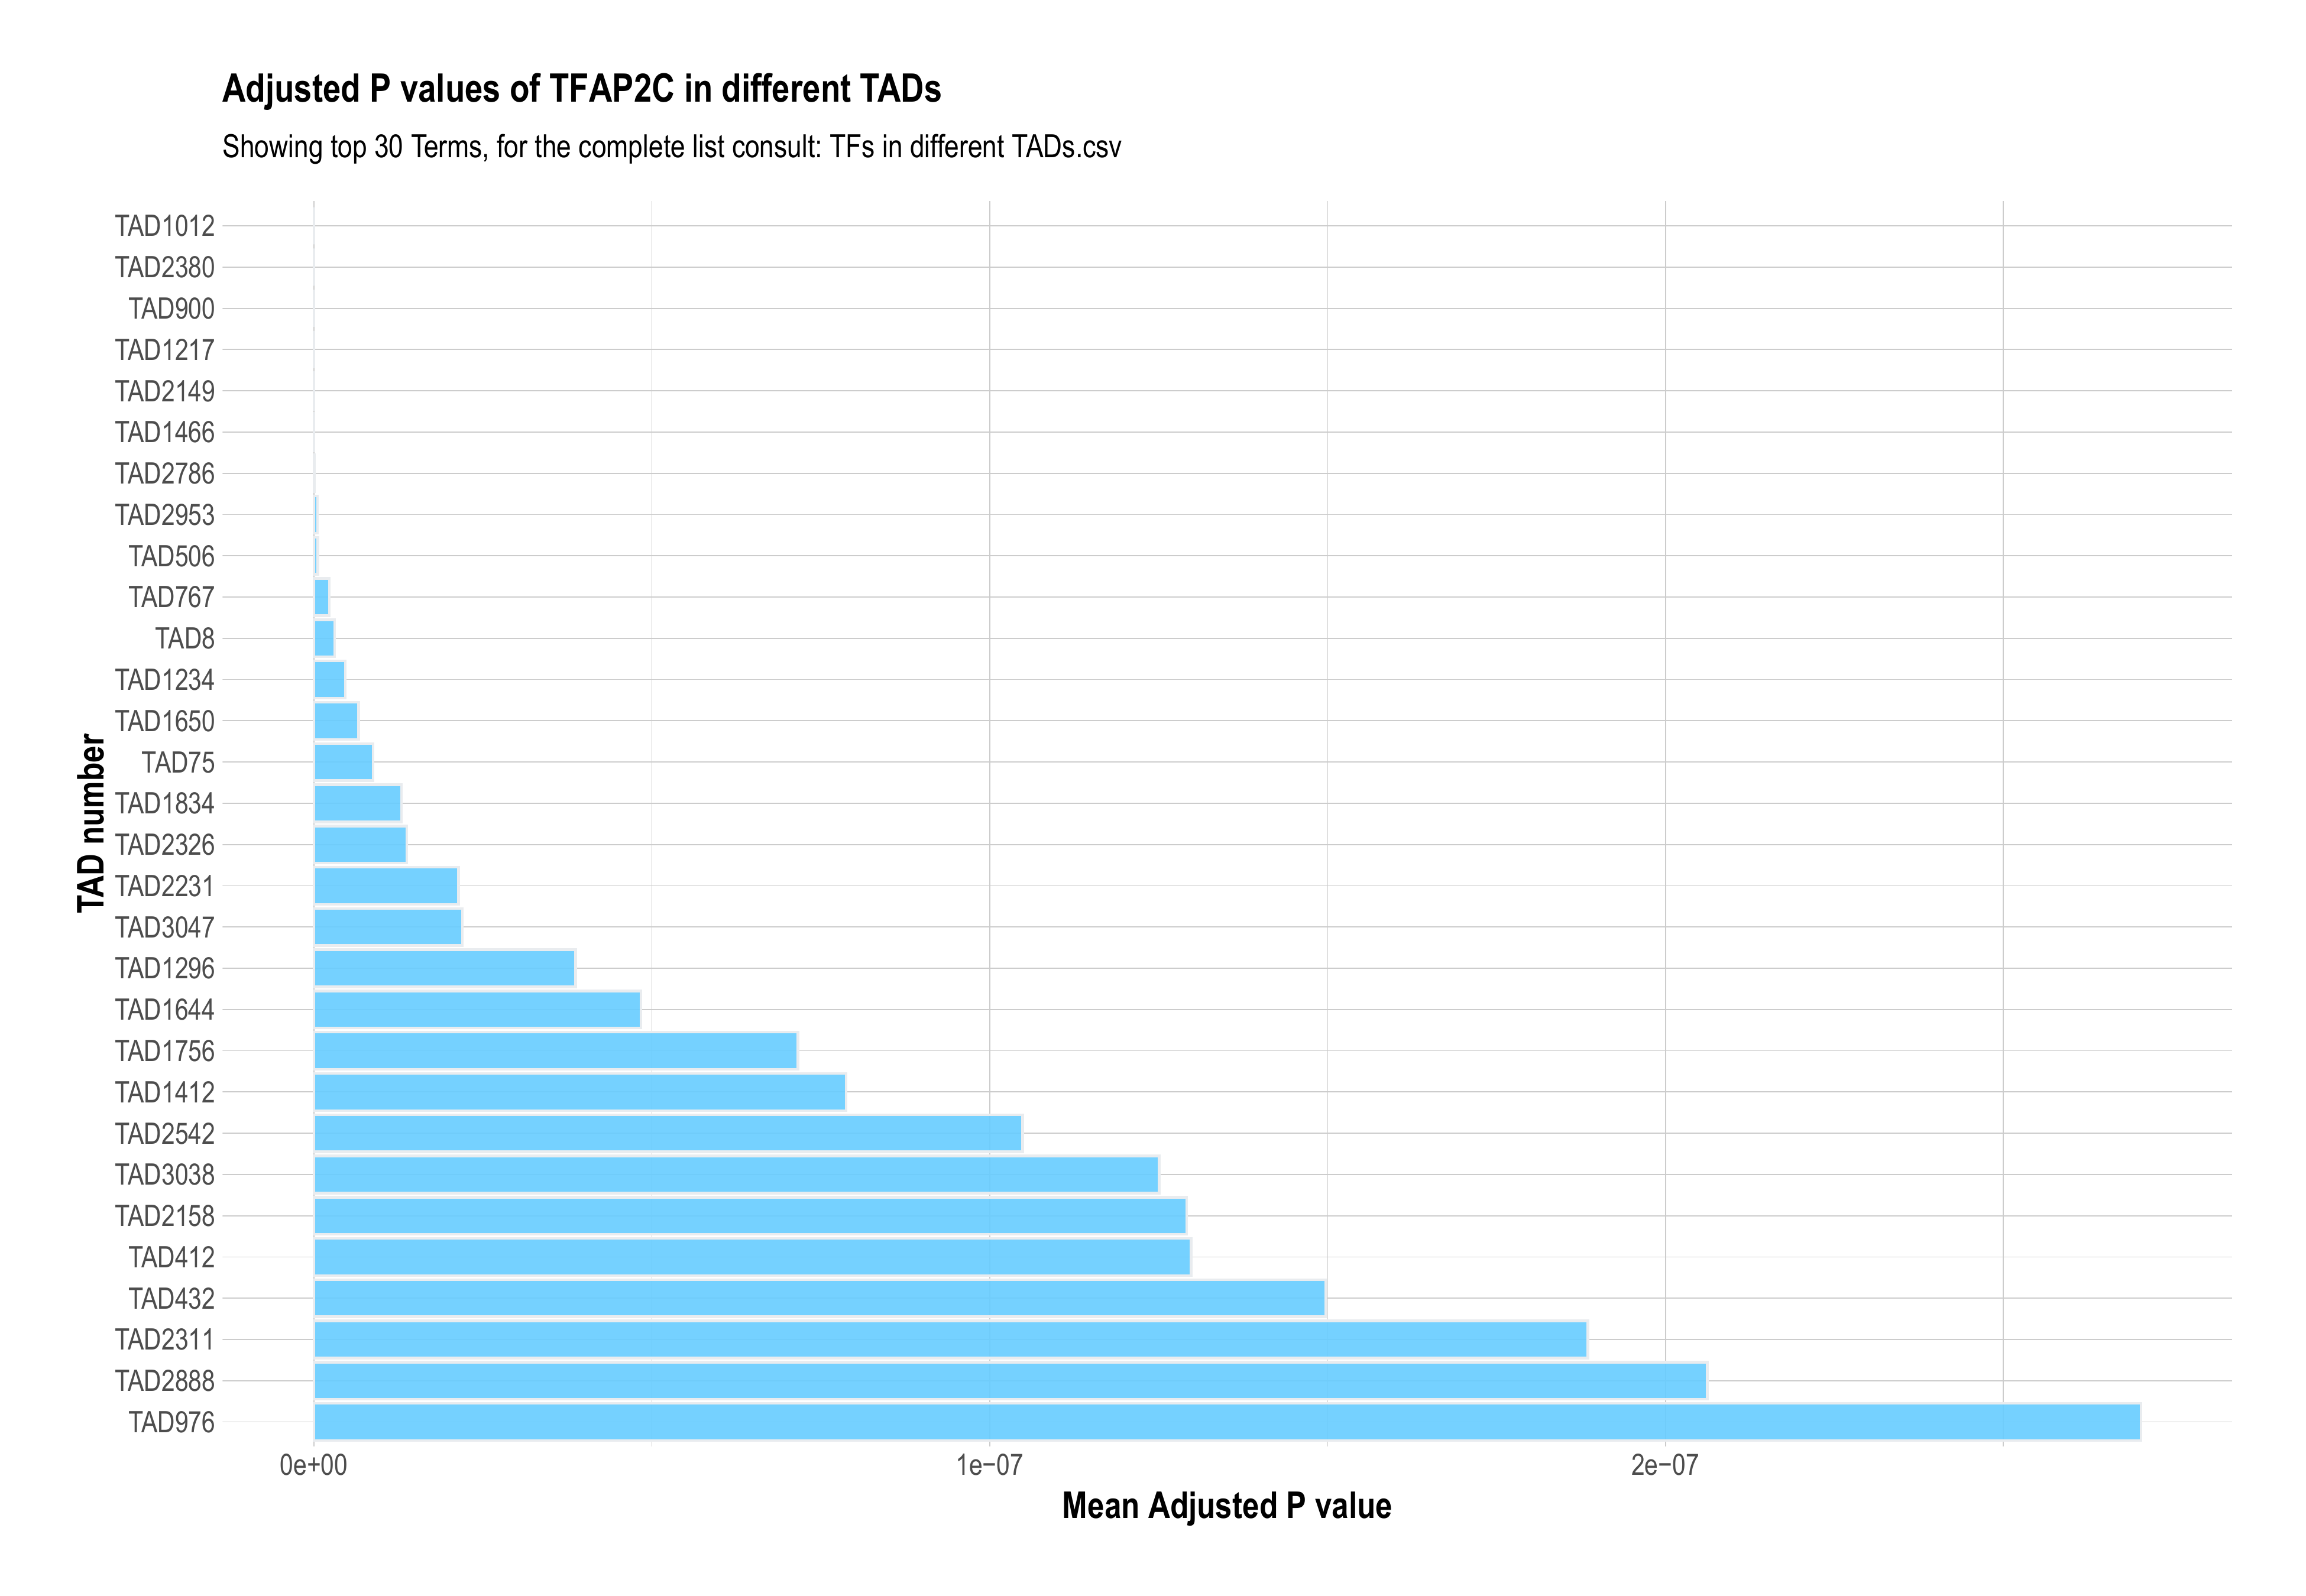 Adjusted P values of TFAP2C in different TADs
Showing top 30 Terms, for the complete list consult: TFs in different TADs.csv
TAD number
TAD1012
TAD2380
TAD900
TAD1217
TAD2149
TAD1466
TAD2786
TAD2953
TAD506
TAD767
TAD8
TAD1234
TAD1650
TAD75
TAD1834
TAD2326
TAD2231
TAD3047
TAD1296
TAD1644
TAD1756
TAD1412
TAD2542
TAD3038
TAD2158
TAD412
TAD432
TAD2311
TAD2888
TAD976
0e+00 1e−07 2e−07
Mean Adjusted P value